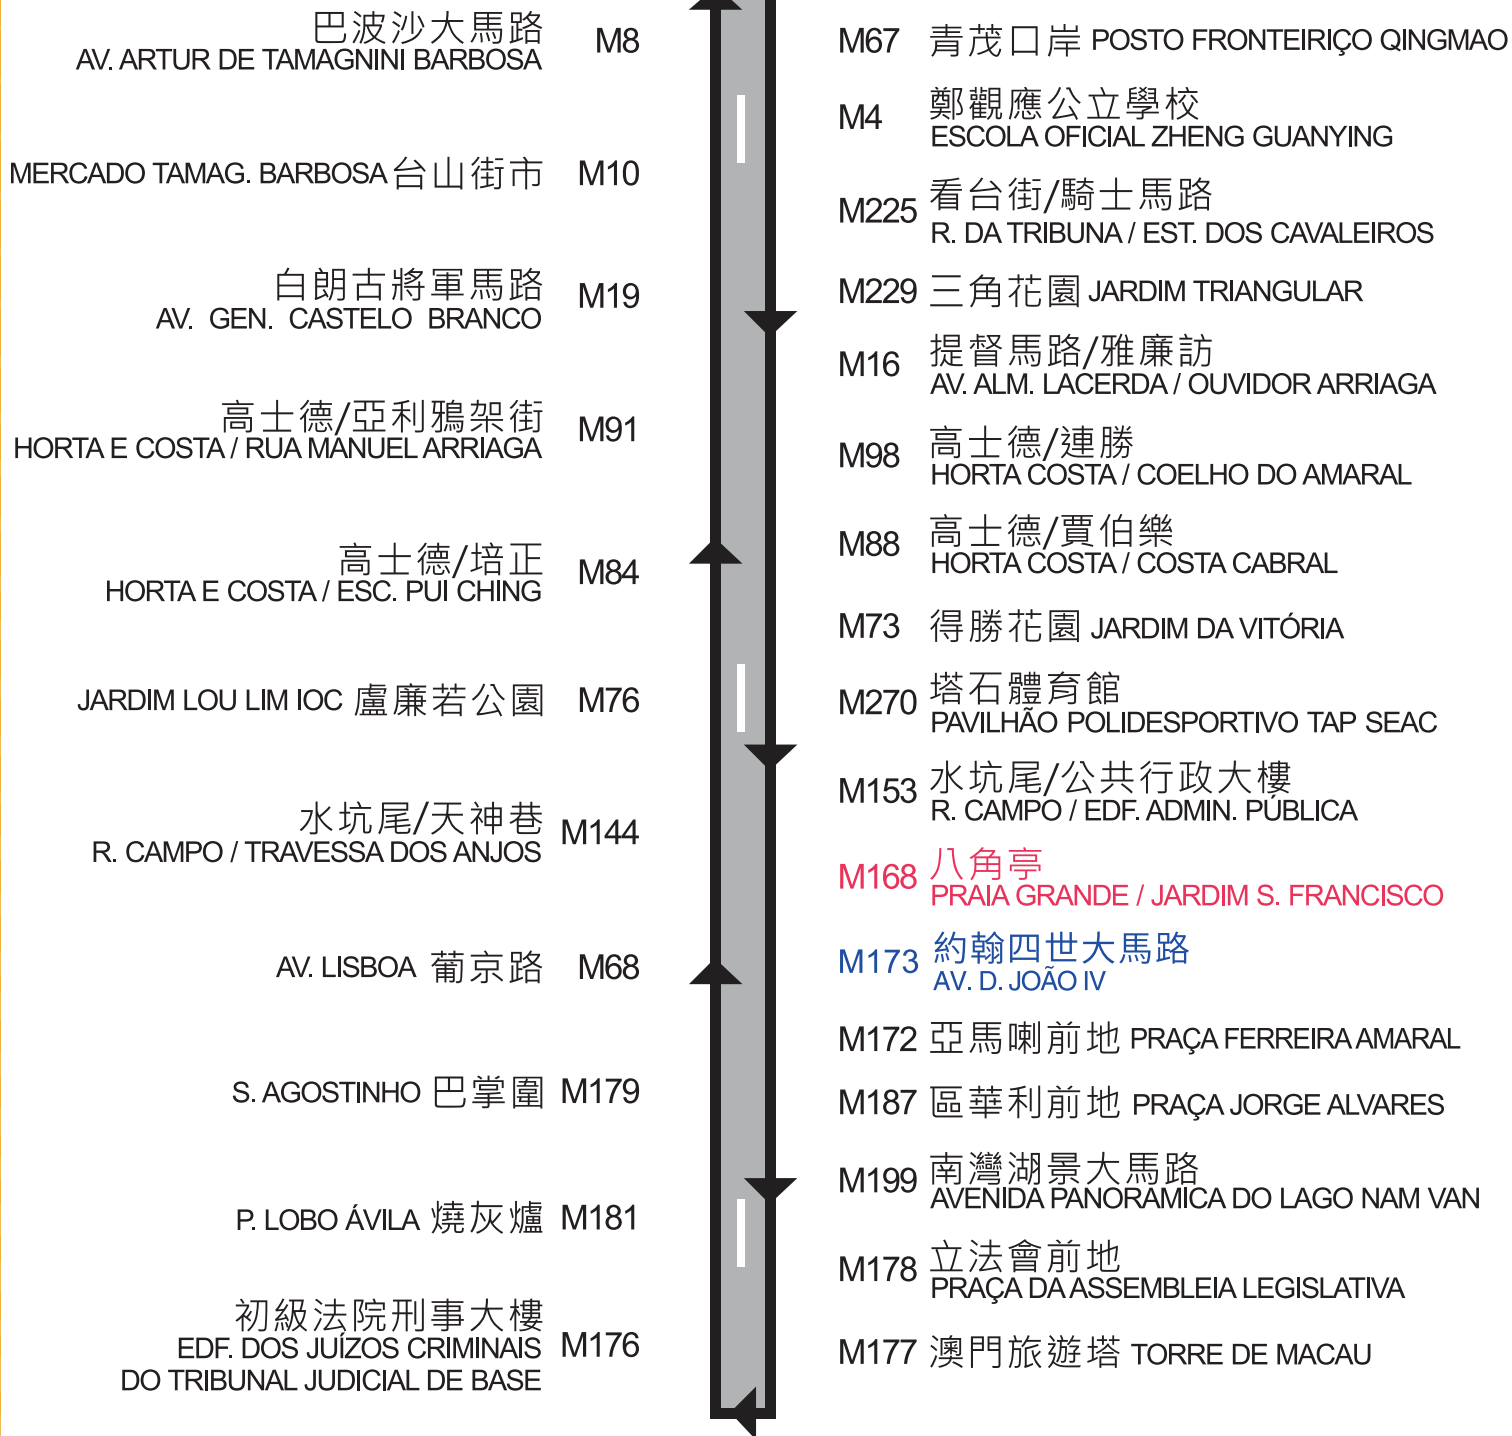 巴波沙大馬路
AV. ARTUR DE TAMAGNINI BARBOSA
M8
MERCADO TAMAG. BARBOSA 台山街市 M10
白朗古將軍馬路
AV. GEN. CASTELO BRANCO
M19
高士德/亞利鴉架街
HORTA E COSTA / RUA MANUEL ARRIAGA
M91
高士德/培正
HORTA E COSTA / ESC. PUI CHING
M84
JARDIM LOU LIM IOC 盧廉若公園 M76
水坑尾/天神巷
R. CAMPO / TRAVESSA DOS ANJOS
M144
AV. LISBOA 葡京路 M68
S. AGOSTINHO 巴掌圍 M179
P. LOBO ÁVILA 燒灰爐 M181
初級法院刑事大樓
EDF. DOS JUÍZOS CRIMINAIS
DO TRIBUNAL JUDICIAL DE BASE
M176
M67 青茂口岸 POSTO FRONTEIRIÇO QINGMAO
M4
鄭觀應公立學校
ESCOLA OFICIAL ZHENG GUANYING
M225
看台街/騎士馬路
R. DA TRIBUNA / EST. DOS CAVALEIROS
M229 三角花園 JARDIM TRIANGULAR
M16
提督馬路/雅廉訪
AV. ALM. LACERDA / OUVIDOR ARRIAGA
M98
高士德/連勝
HORTA COSTA / COELHO DO AMARAL
M88
高士德/賈伯樂
HORTA COSTA / COSTA CABRAL
M73 得勝花園 JARDIM DA VITÓRIA
M270
塔石體育館
PAVILHÃO POLIDESPORTIVO TAP SEAC
M153
水坑尾/公共行政大樓
R. CAMPO / EDF. ADMIN. PÚBLICA
M168
八角亭
PRAIA GRANDE / JARDIM S. FRANCISCO
M173
約翰四世大馬路
AV. D. JOÃO IV
M172 亞馬喇前地 PRAÇA FERREIRA AMARAL
M187 區華利前地 PRAÇA JORGE ALVARES
M199
南灣湖景大馬路
AVENIDA PANORAMICA DO LAGO NAM VAN
M178
立法會前地
PRAÇA DA ASSEMBLEIA LEGISLATIVA
M177 澳門旅遊塔 TORRE DE MACAU